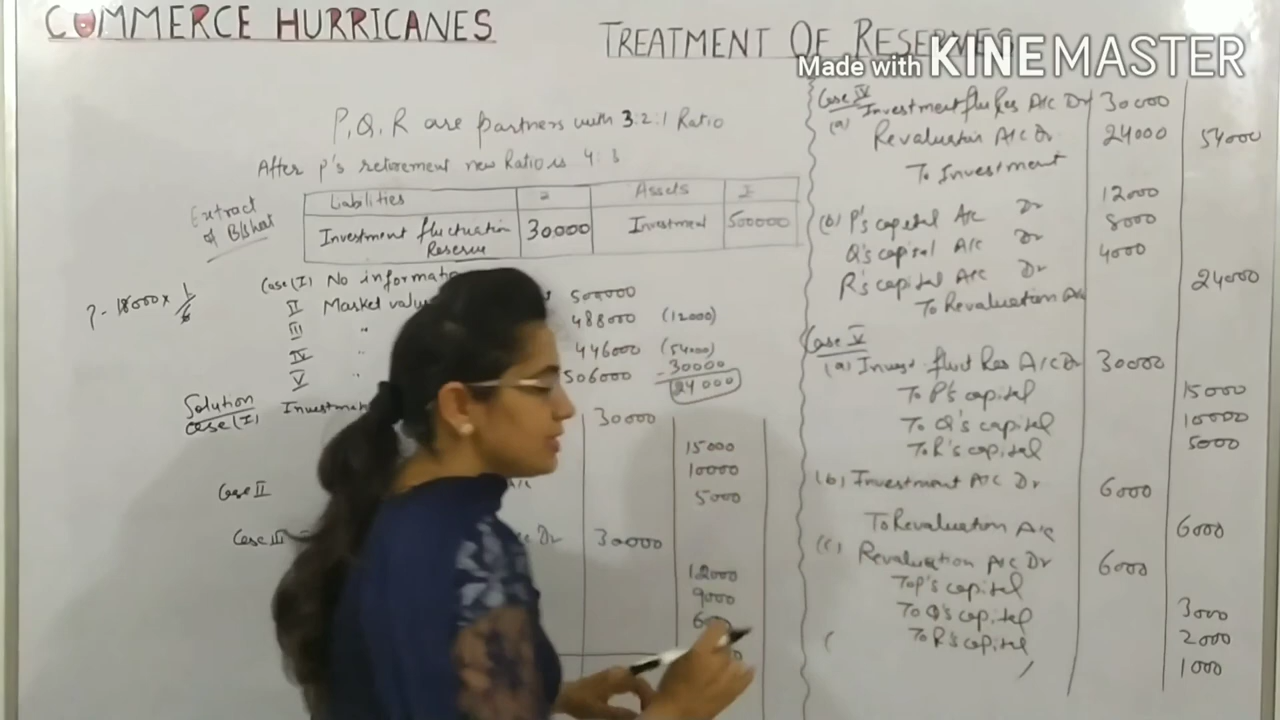 COMMERCE HURRICANES
TREATMENT OF RESERVES
Made with KINEMASTER
P, Q, R are partners with 3:2:1 Ratio
After P's retirement new Ratio is 4:3
Extract of B/sheet
Liabilities Assets
Investment fluctuation Reserve 30000 Investment 500000
Case (I) No informat
II Market valu 500000
III " 488000 (12000)
IV " 446000 (54000)
- 30000
V " 506000 24000
P - 18000 x
Solution
Case (I) Investme 30000
15000
10000
Case II 5000
Case III Dr 30000
12000
9000
Case IV
(a) Investment flu Res A/c Dr 30000
Revaluation A/c Dr 24000
To Investment 54000
(b) P's capital A/c Dr 12000
Q's capital A/c Dr 8000
R's capital A/c Dr 4000
To Revaluation A/c 24000
Case V
(a) Invest. fluct Res A/c Dr 30000
To P's capital 15000
To Q's capital 10000
To R's capital 5000
(b) Investment A/c Dr 6000
To Revaluation A/c 6000
(c) Revaluation A/c Dr 6000
To P's capital 3000
To Q's capital 2000
To R's capital 1000